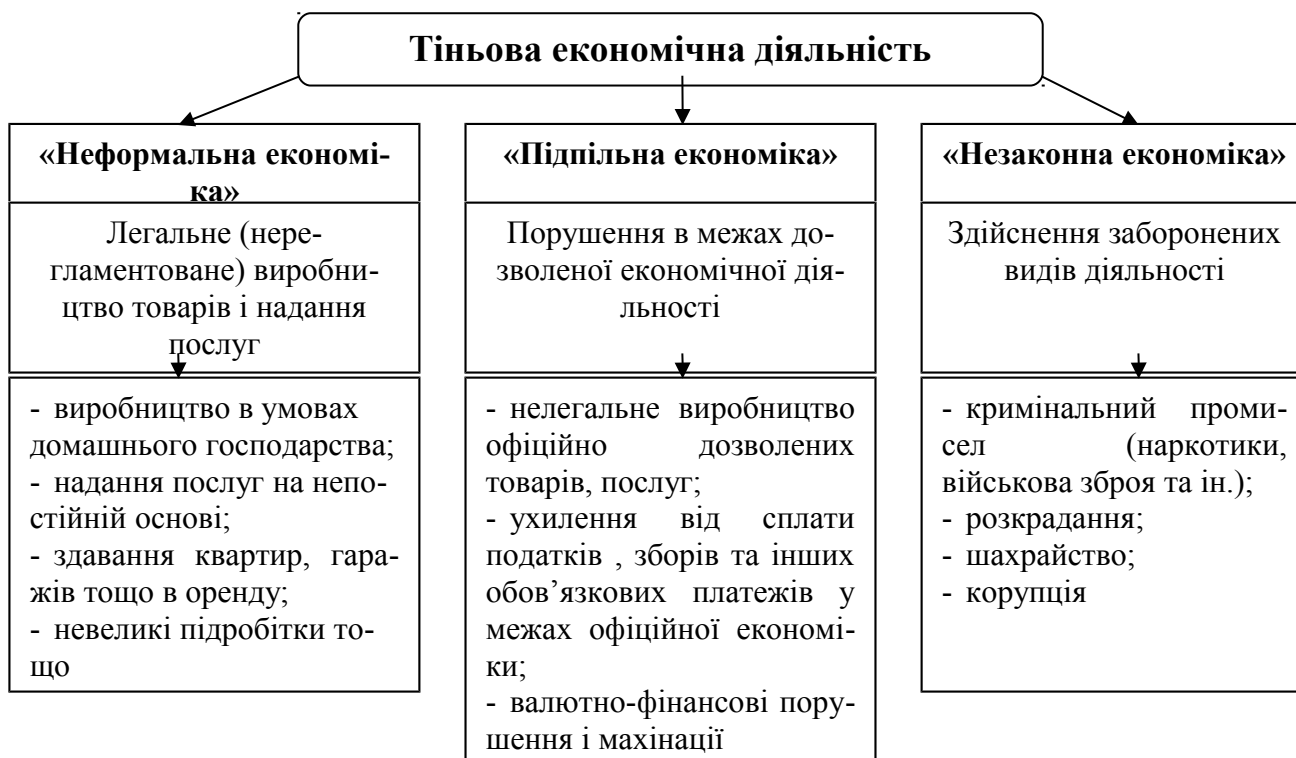 Тіньова економічна діяльність
«Неформальна економі-
ка»
Легальне (нере-
гламентоване) виробни-
цтво товарів і надання
послуг
- виробництво в умовах
домашнього господарства;
- надання послуг на непо-
стійній основі;
- здавання квартир, гара-
жів тощо в оренду;
- невеликі підробітки то-
що
«Підпільна економіка»
Порушення в межах до-
зволеної економічної дія-
льності
- нелегальне виробництво
офіційно дозволених
товарів, послуг;
- ухилення від сплати
податків , зборів та інших
обов’язкових платежів у
межах офіційної економі-
ки;
- валютно-фінансові пору-
шення і махінації
«Незаконна економіка»
Здійснення заборонених
видів діяльності
- кримінальний проми-
сел (наркотики,
військова зброя та ін.);
- розкрадання;
- шахрайство;
- корупція